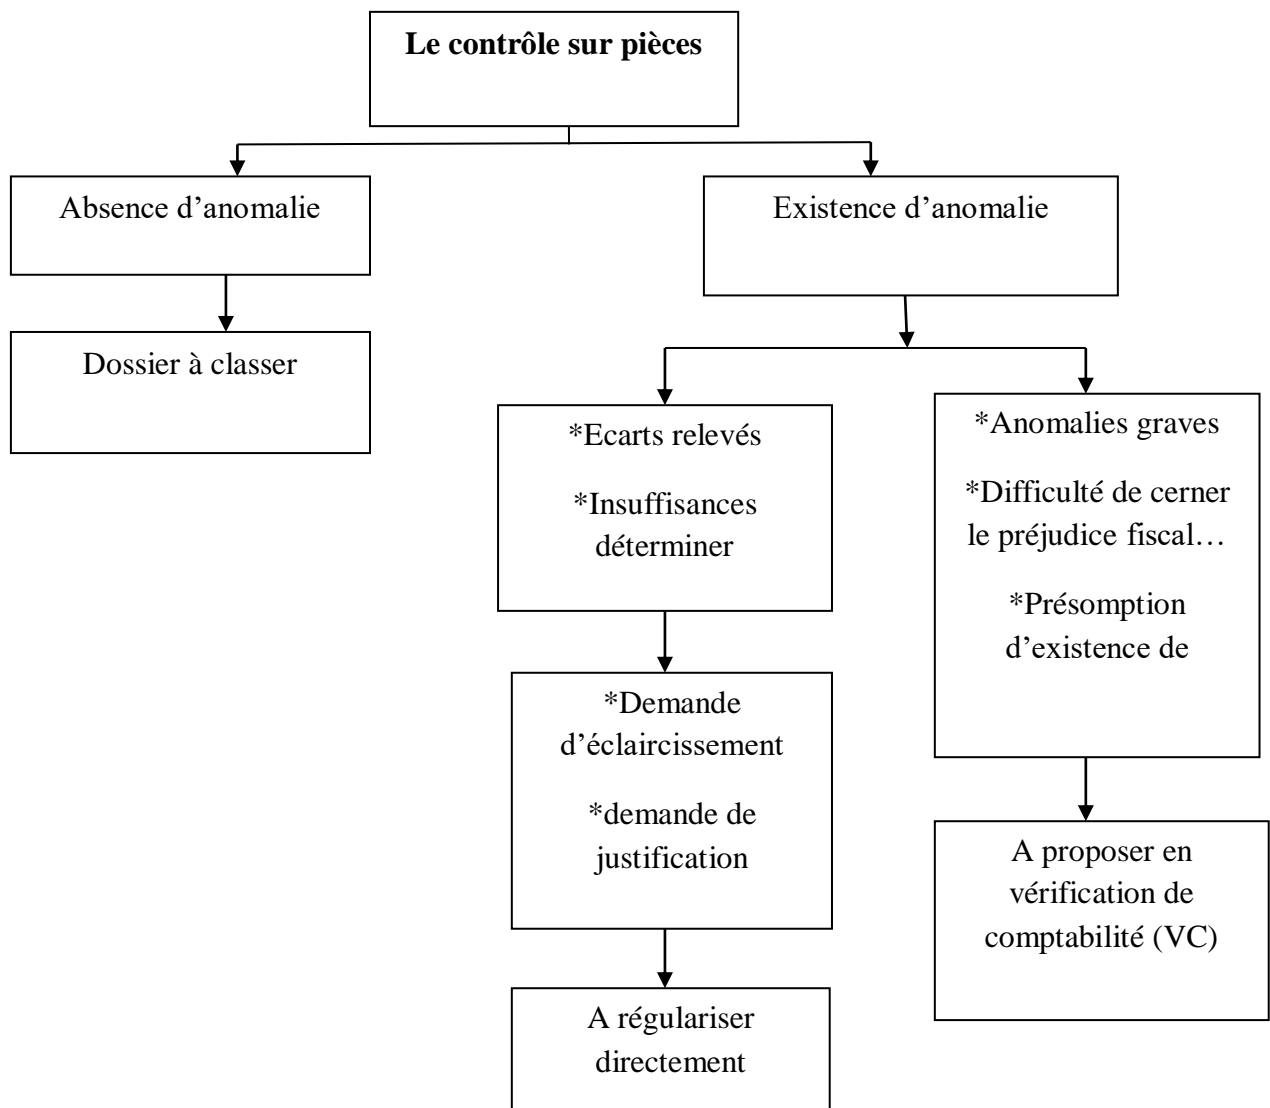 Le contrôle sur pièces
Absence d’anomalie
Existence d’anomalie
Dossier à classer
*Ecarts relevés
*Insuffisances
déterminer
*Anomalies graves
*Difficulté de cerner
le préjudice fiscal…
*Présomption
d’existence de
*Demande
d’éclaircissement
*demande de
justification
A proposer en
vérification de
comptabilité (VC)
A régulariser
directement